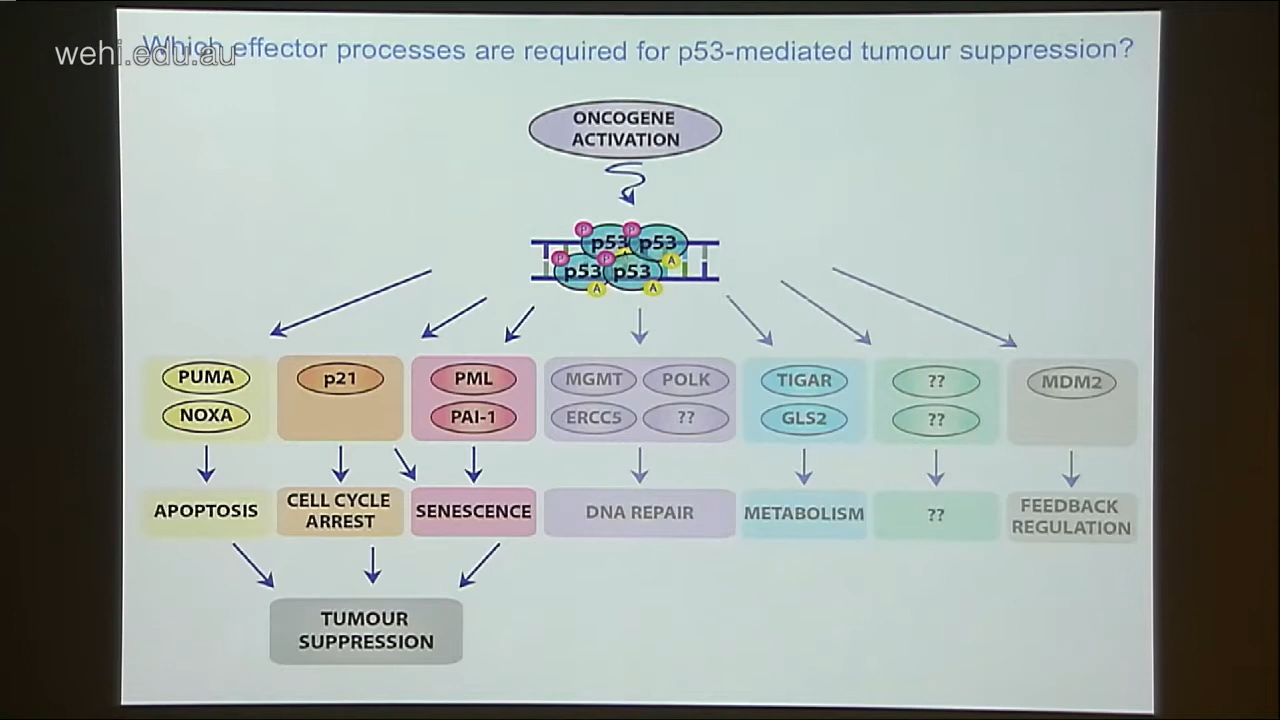 Which effector processes are required for p53-mediated tumour suppression?
wehi.edu.au
ONCOGENE
ACTIVATION
P
P
p53
p53
P
P
A
p53
p53
A
A
PUMA
p21
PML
MGMT
POLK
TIGAR
??
MDM2
NOXA
PAI-1
ERCC5
??
GLS2
??
APOPTOSIS
CELL CYCLE
ARREST
SENESCENCE
DNA REPAIR
METABOLISM
??
FEEDBACK
REGULATION
TUMOUR
SUPPRESSION